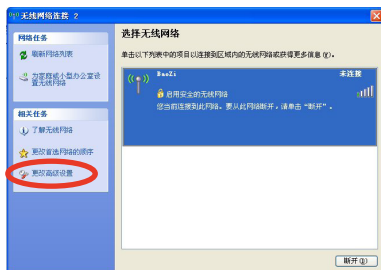 无线网络连接 2
网络任务
刷新网络列表
为家庭或小型办公室设
置无线网络
相关任务
了解无线网络
更改首选网络的顺序
更改高级设置
选择无线网络
单击以下列表中的项目以连接到区域内的无线网络或获得更多信息(W)。
BaoZi
未连接
启用安全的无线网络
您当前连接到此网络。要从此网络断开，请单击“断开”。
断开(D)